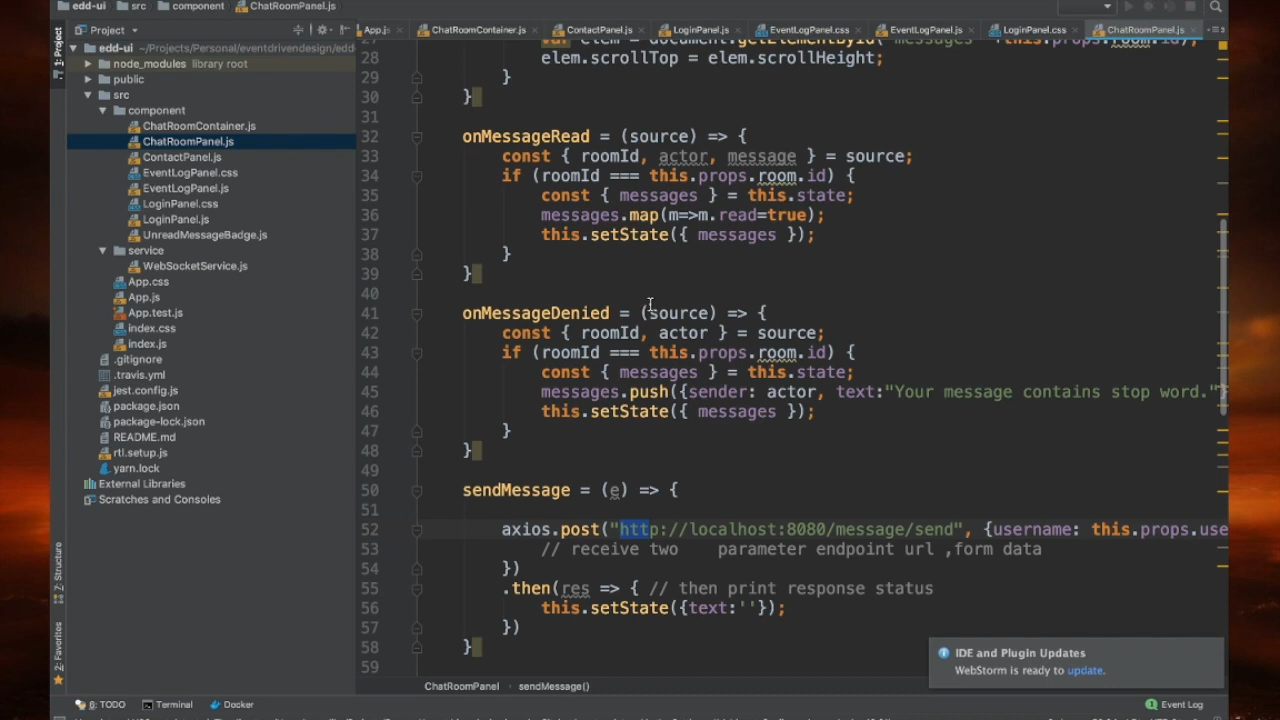 edd-ui src component ChatRoomPanel.js
Project
App.js ChatRoomContainer.js ContactPanel.js LoginPanel.js EventLogPanel.css EventLogPanel.js LoginPanel.css ChatRoomPanel.js
1: Project
edd-ui ~/Projects/Personal/eventdrivendesign/edd
node_modules library root
public
src
component
ChatRoomContainer.js
ChatRoomPanel.js
ContactPanel.js
EventLogPanel.css
EventLogPanel.js
LoginPanel.css
LoginPanel.js
UnreadMessageBadge.js
service
WebSocketService.js
App.css
App.js
App.test.js
index.css
index.js
.gitignore
.travis.yml
jest.config.js
package.json
package-lock.json
README.md
rtl.setup.js
yarn.lock
External Libraries
Scratches and Consoles
Z: Structure
2: Favorites
27 var elem = document.getElementById(
28 elem.scrollTop = elem.scrollHeight;
29 }
30 }
31
32 onMessageRead = (source) => {
33 const { roomId, actor, message } = source;
34 if (roomId === this.props.room.id) {
35 const { messages } = this.state;
36 messages.map(m=>m.read=true);
37 this.setState({ messages });
38 }
39 }
40
41 onMessageDenied = (source) => {
42 const { roomId, actor } = source;
43 if (roomId === this.props.room.id) {
44 const { messages } = this.state;
45 messages.push({sender: actor, text:"Your message contains stop word."}
46 this.setState({ messages });
47 }
48 }
49
50 sendMessage = (e) => {
51
52 axios.post("http://localhost:8080/message/send", {username: this.props.use
53 // receive two parameter endpoint url ,form data
54 })
55 .then(res => { // then print response status
56 this.setState({text:''});
57 })
58 }
59
IDE and Plugin Updates
WebStorm is ready to update.
ChatRoomPanel sendMessage()
6: TODO Terminal Docker Event Log